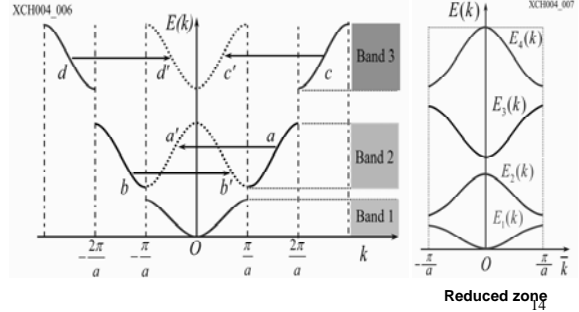 XCH004_006
E(k)
d
d'
c'
c
Band 3
a'
a
b
b'
Band 2
Band 1
-2π/a
-π/a
O
π/a
2π/a
k
XCH004_007
E(k)
E₄(k)
E₃(k)
E₂(k)
E₁(k)
-π/a
O
π/a
k̄
Reduced zone
14